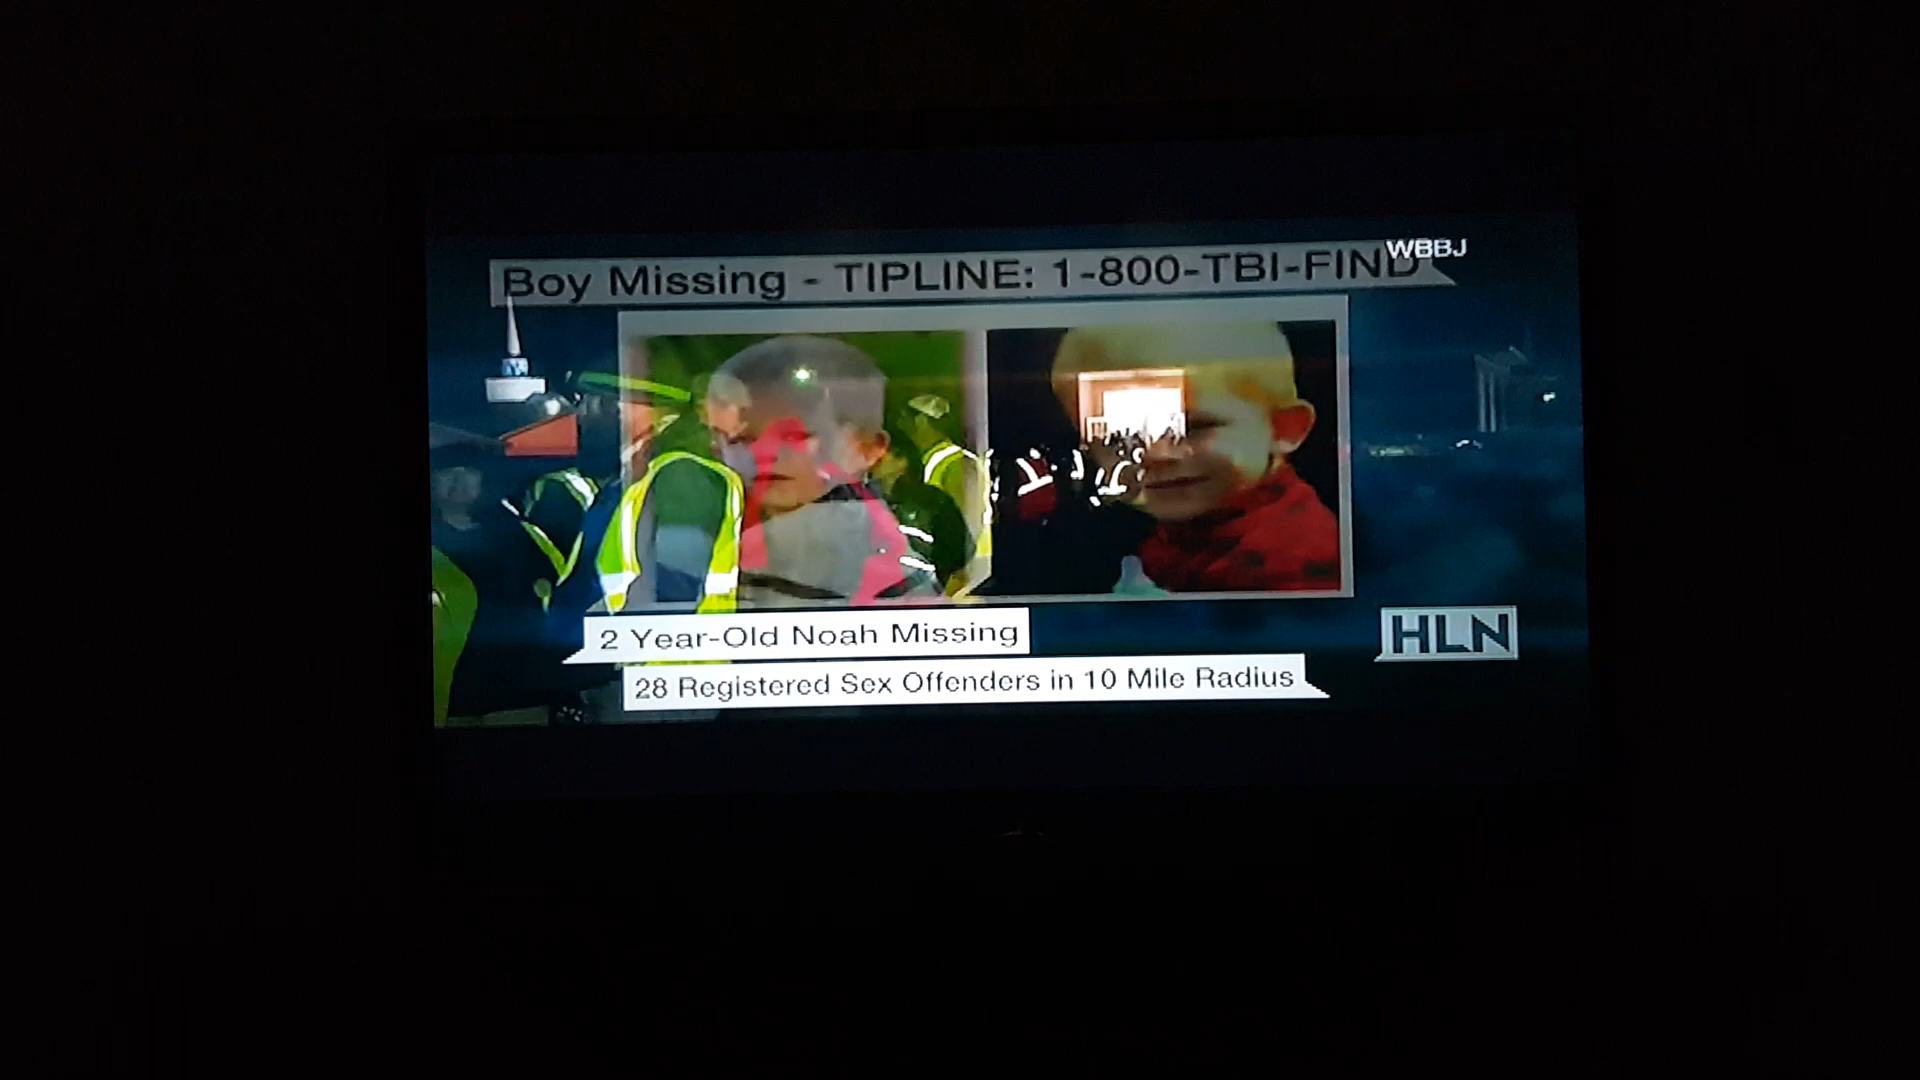 WBBJ
Boy Missing - TIPLINE: 1-800-TBI-FIND
2 Year-Old Noah Missing
HLN
28 Registered Sex Offenders in 10 Mile Radius